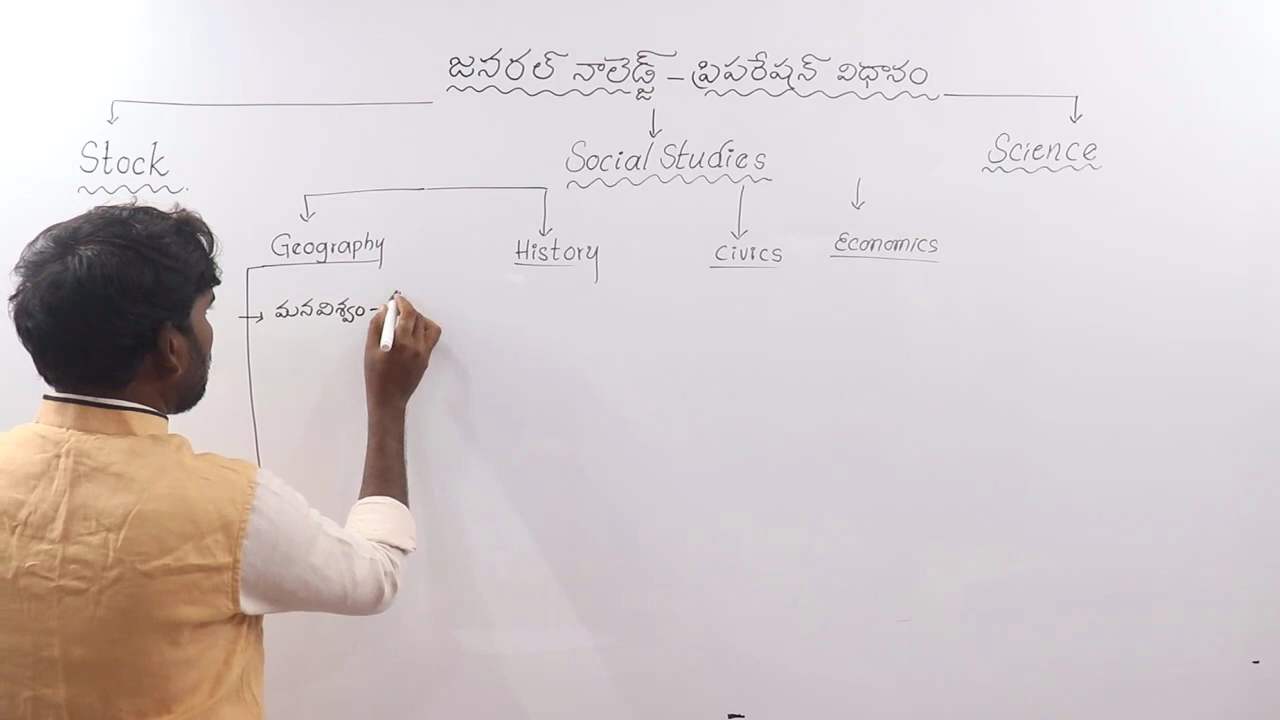 జనరల్ నాలెడ్జ్ - ప్రిపరేషన్ విధానం
Stock Social Studies Science
Geography History Civics Economics
మనవిశ్వం -